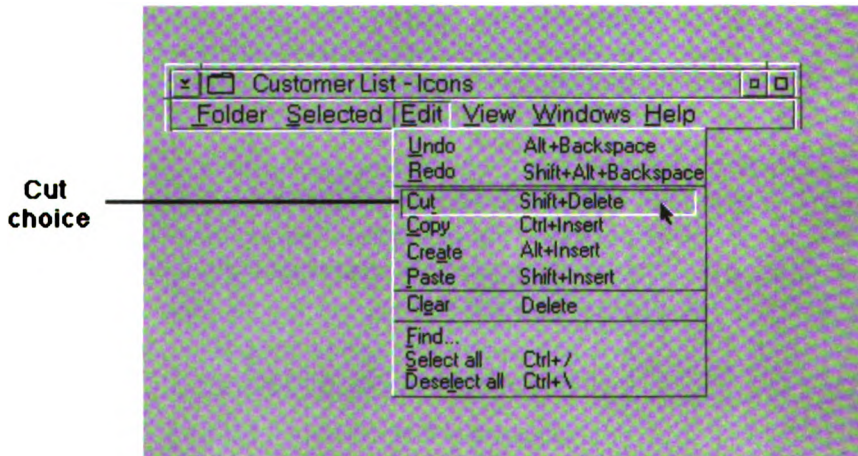 Customer List - Icons
Folder Selected Edit View Windows Help
Undo Alt+Backspace
Redo Shift+Alt+Backspace
Cut choice
Cut Shift+Delete
Copy Ctrl+Insert
Create Alt+Insert
Paste Shift+Insert
Clear Delete
Find...
Select all Ctrl+/
Deselect all Ctrl+\